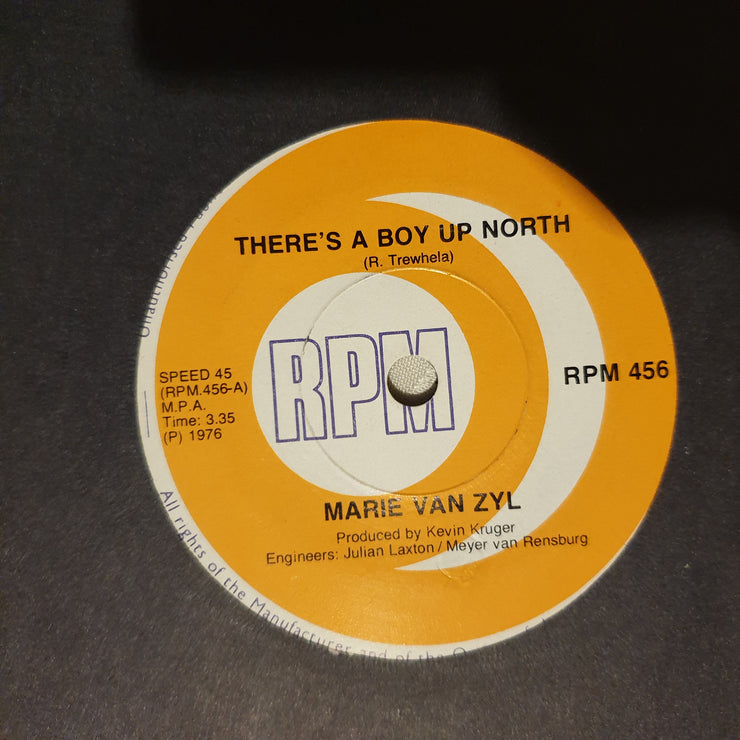 THERE'S A BOY UP NORTH
(R. Trewhela)
RPM
SPEED 45
(RPM.456-A)
M.P.A.
Time: 3.35
(P) 1976
RPM 456
MARIE VAN ZYL
Produced by Kevin Kruger
Engineers: Julian Laxton / Meyer van Rensburg
All rights of the Manufacturer and of the
Unauthorised